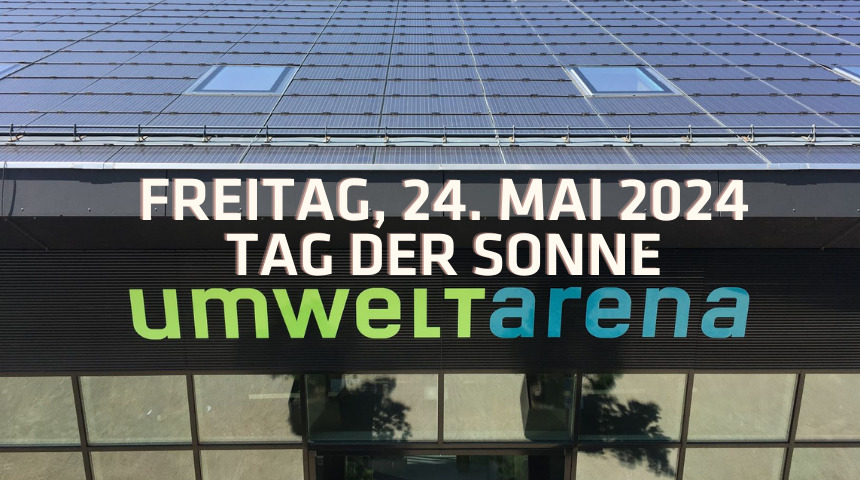 FREITAG, 24. MAI 2024
TAG DER SONNE
umweLTarena